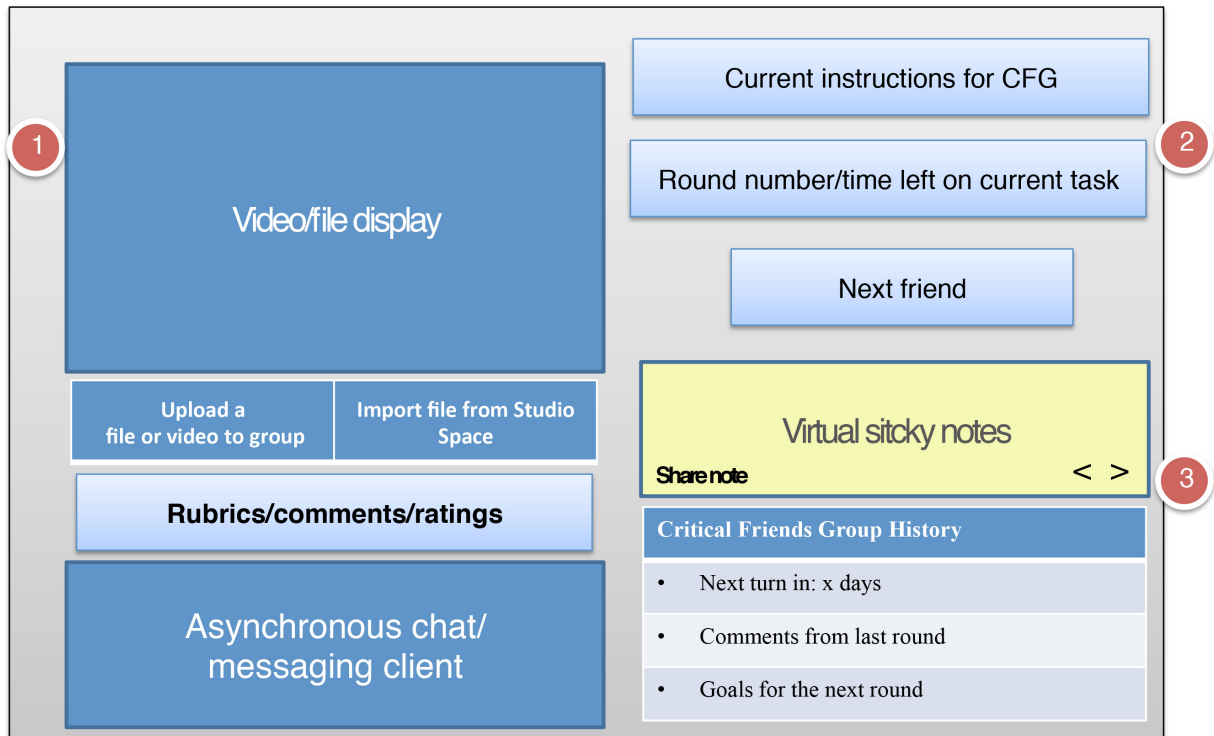 1
Video/file display
Upload a
file or video to group
Import file from Studio
Space
Rubrics/comments/ratings
Asynchronous chat/
messaging client
2
Current instructions for CFG
Round number/time left on current task
Next friend
3
Virtual sitcky notes
Share note
< >
Critical Friends Group History
• Next turn in: x days
• Comments from last round
• Goals for the next round